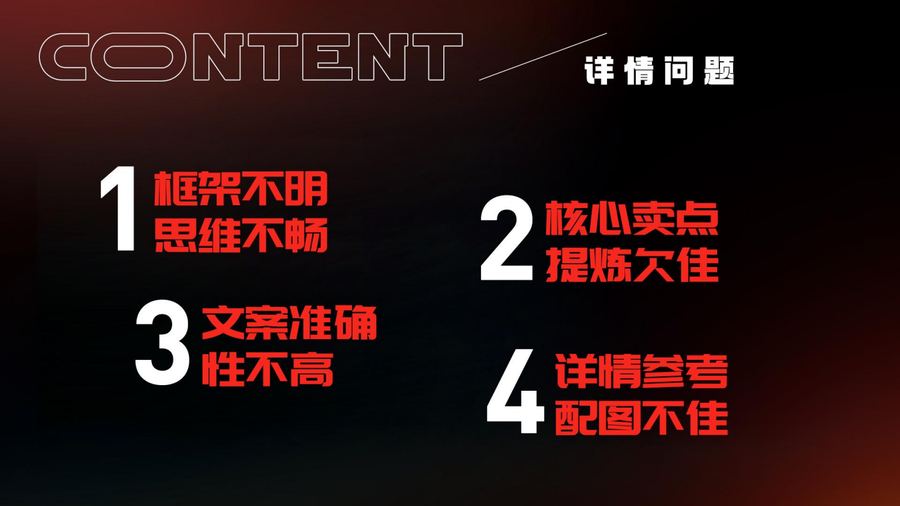 CONTENT
详情问题
1
框架不明
思维不畅
2
核心卖点
提炼欠佳
3
文案准确
性不高
4
详情参考
配图不佳